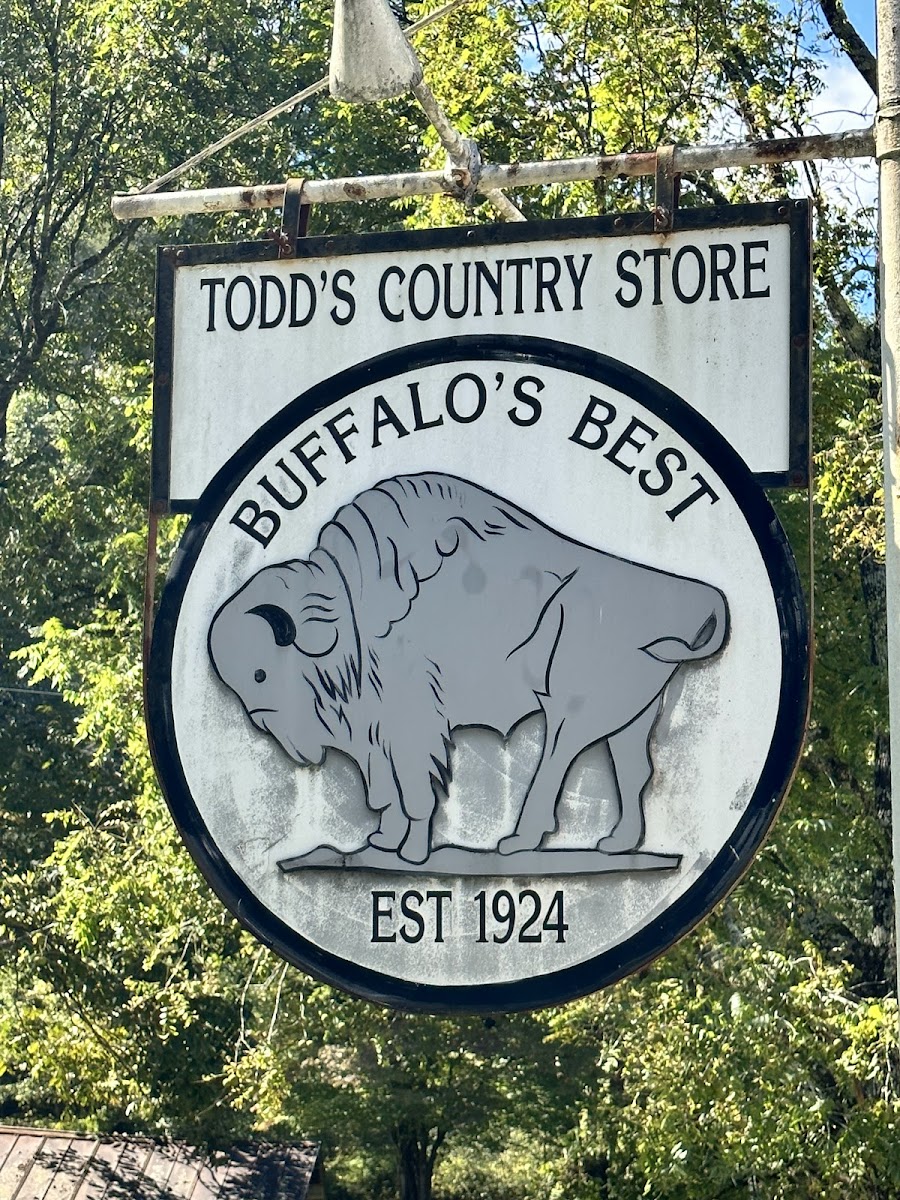 TODD'S COUNTRY STORE
BUFFALO'S BEST
EST 1924